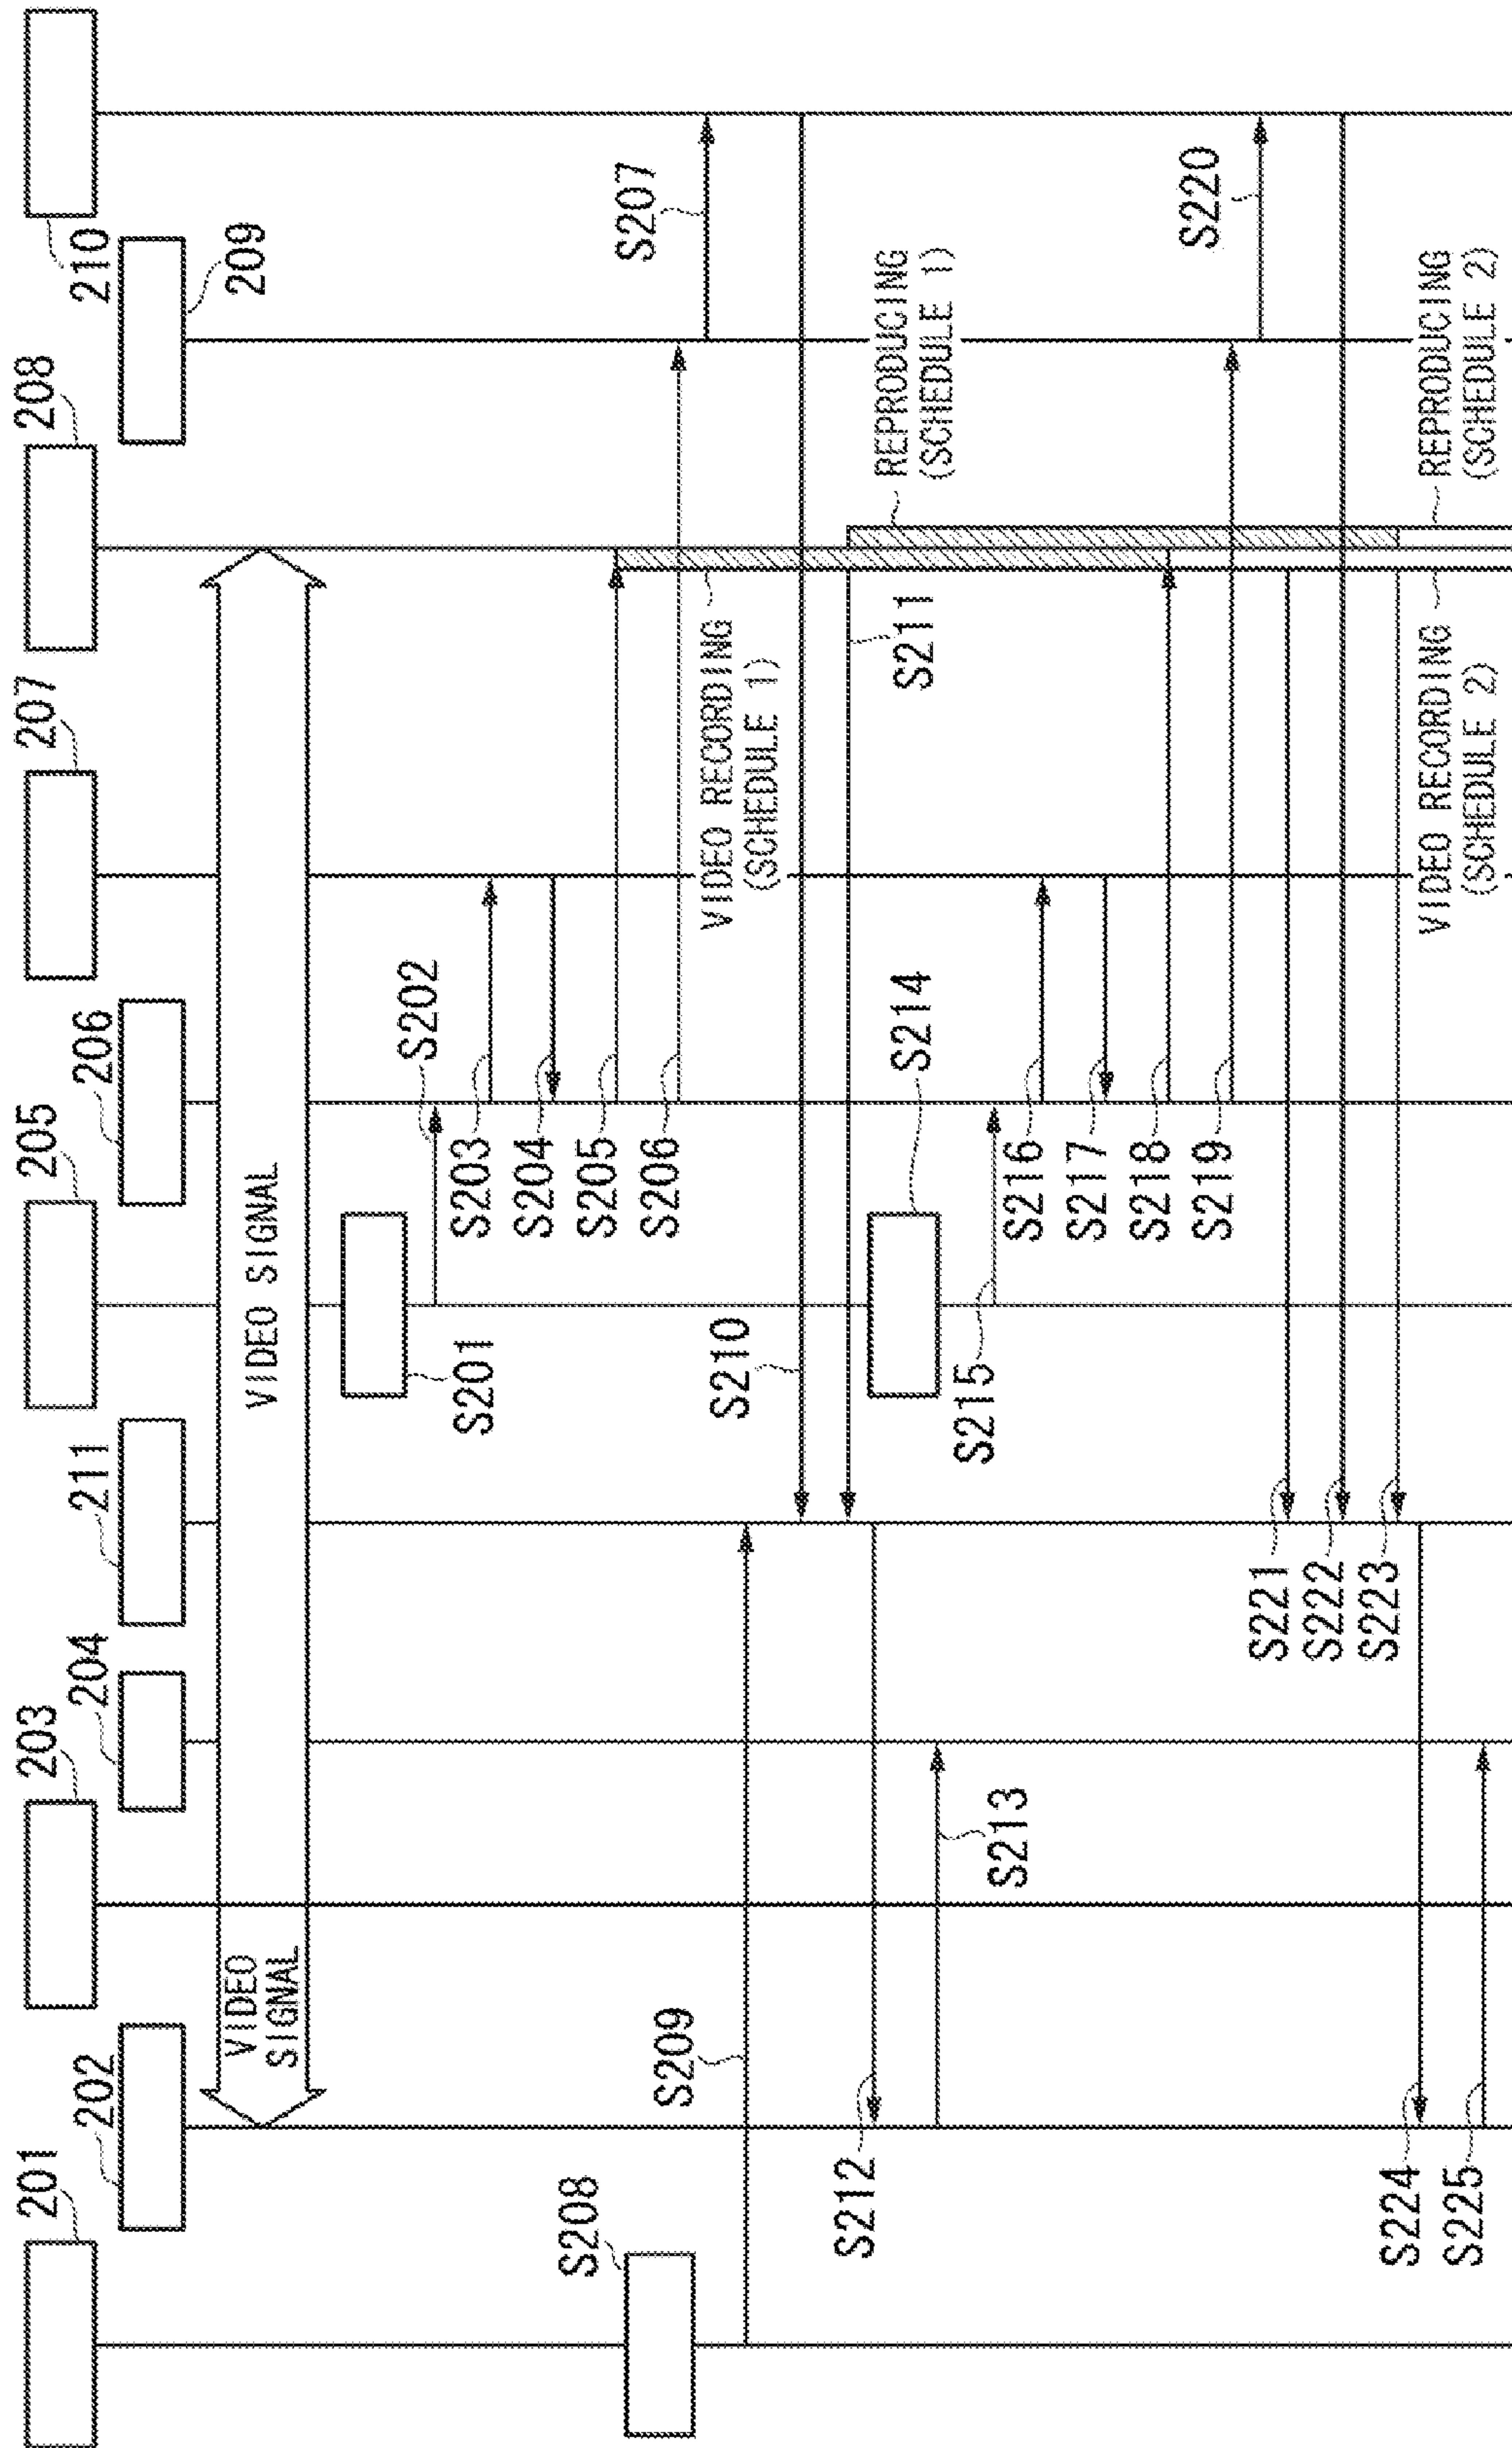 201
202
203
204
211
205
206
207
208
209
210
VIDEO
SIGNAL
VIDEO SIGNAL
S201
S202
S203
S204
S205
S206
S207
S208
VIDEO RECORDING
(SCHEDULE 1)
S209
S210
S211
REPRODUCING
(SCHEDULE 1)
S212
S213
S214
S215
S216
S217
S218
S219
S220
S221
S222
S223
VIDEO RECORDING
(SCHEDULE 2)
REPRODUCING
(SCHEDULE 2)
S224
S225